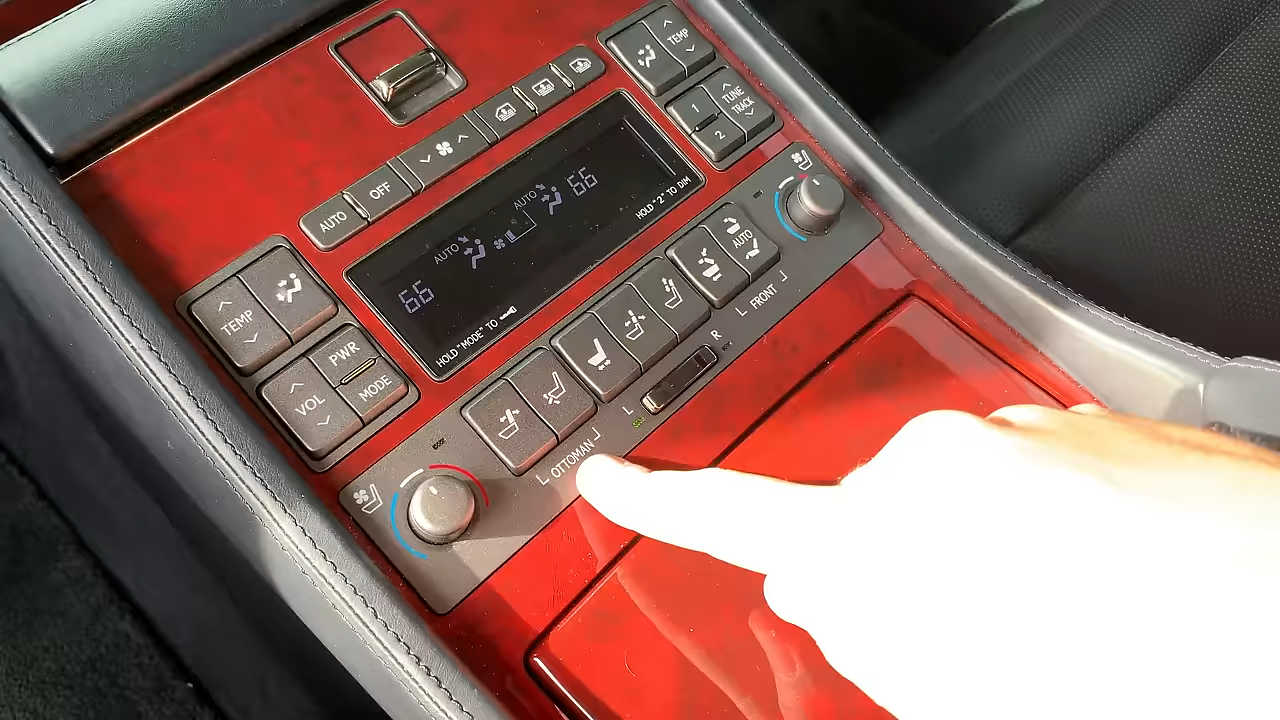 TEMP
1
2
TUNE
TRACK
AUTO
OFF
AUTO
66
AUTO
66
HOLD "2" TO DIM
HOLD "MODE" TO
TEMP
PWR
VOL
MODE
AUTO
FRONT
R
L
OTTOMAN